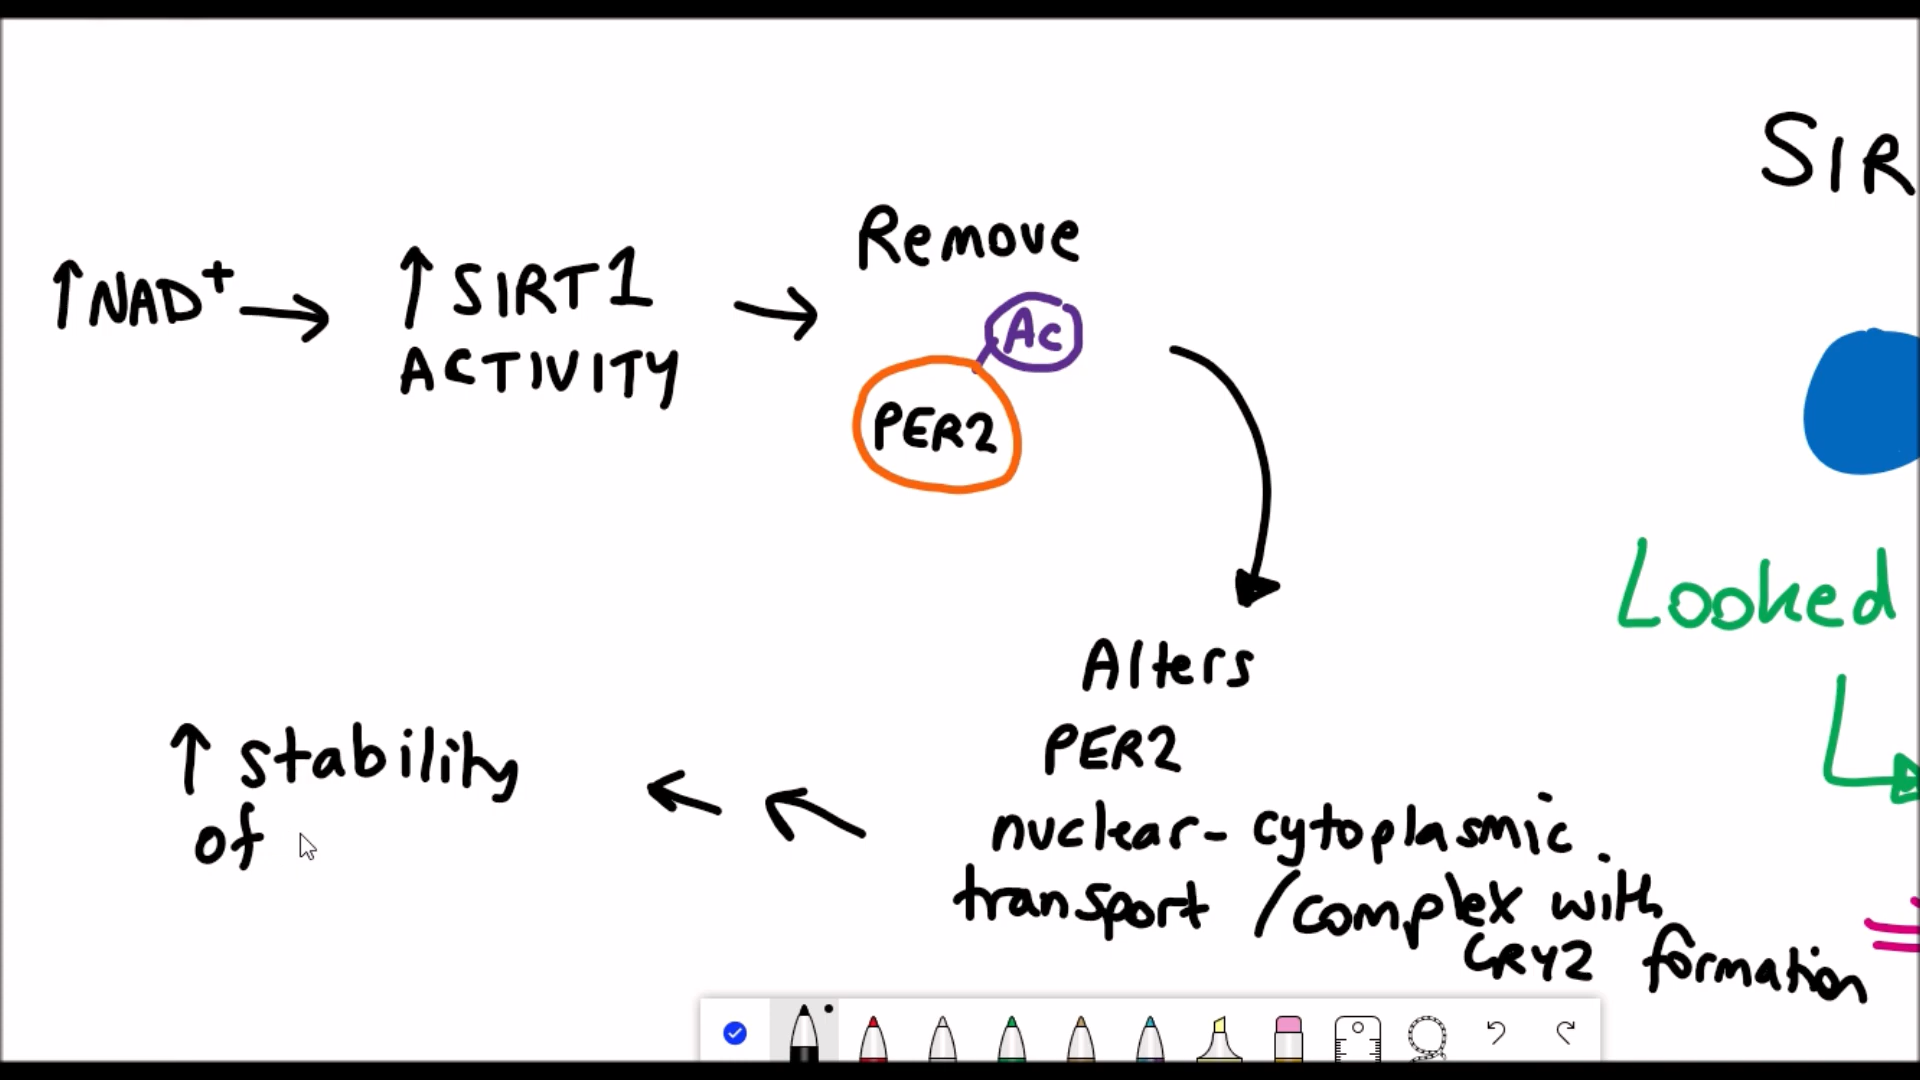 ↑NAD⁺ → ↑ SIRT1 →
ACTIVITY
Remove
Ac
PER2
Alters
PER2
nuclear-cytoplasmic
transport / complex with
CRY2 formation
↑ stability
of
SIR
Looked